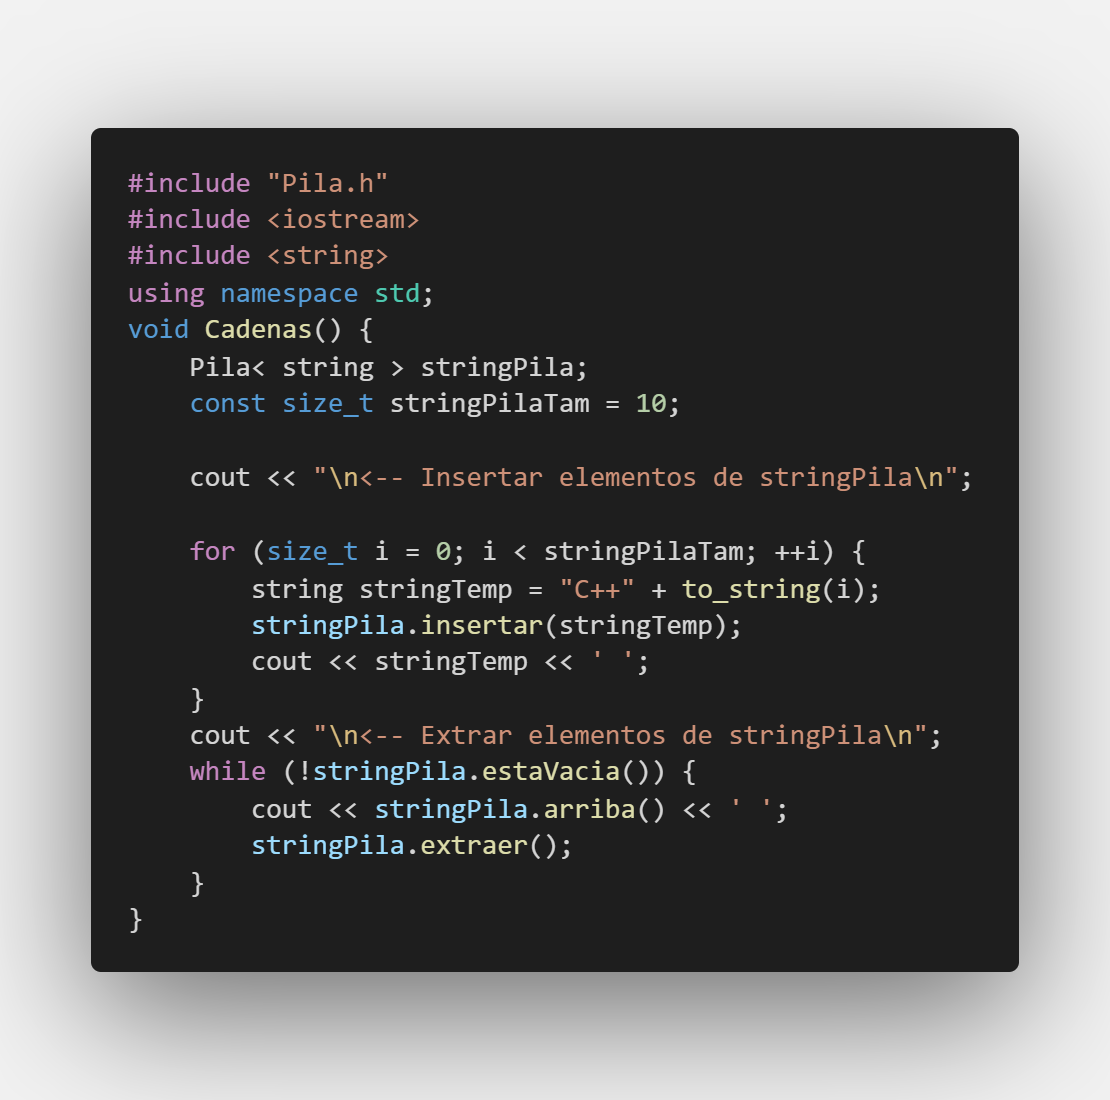 #include "Pila.h"
#include <iostream>
#include <string>
using namespace std;
void Cadenas() {
    Pila< string > stringPila;
    const size_t stringPilaTam = 10;

    cout << "\n<-- Insertar elementos de stringPila\n";

    for (size_t i = 0; i < stringPilaTam; ++i) {
        string stringTemp = "C++" + to_string(i);
        stringPila.insertar(stringTemp);
        cout << stringTemp << ' ';
    }
    cout << "\n<-- Extrar elementos de stringPila\n";
    while (!stringPila.estaVacia()) {
        cout << stringPila.arriba() << ' ';
        stringPila.extraer();
    }
}